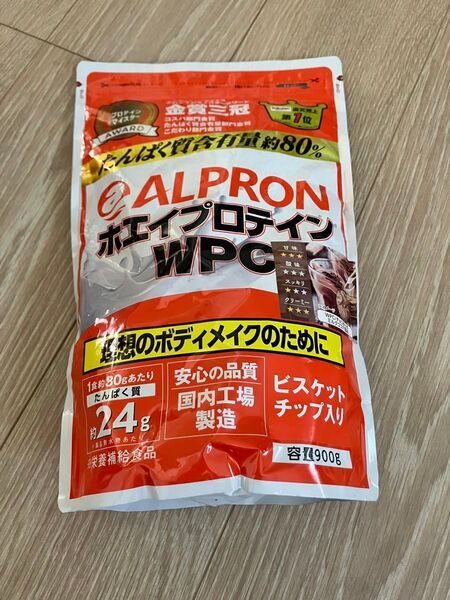 プロテイン
マイスター
AWARD
金賞三冠
コスパ部門金賞
たんぱく質含有量部門金賞
こだわり部門金賞
第1位
たんぱく質含有量 約80%
ALPRON
ホエイプロテイン
WPC
甘味
★★★
酸味
★★★
スッキリ
★★★
クリーミー
★★★
理想のボディメイクのために
1食約30gあたり
たんぱく質
約24g
栄養補給食品
安心の品質
国内工場
製造
ビスケット
チップ入り
容量900g